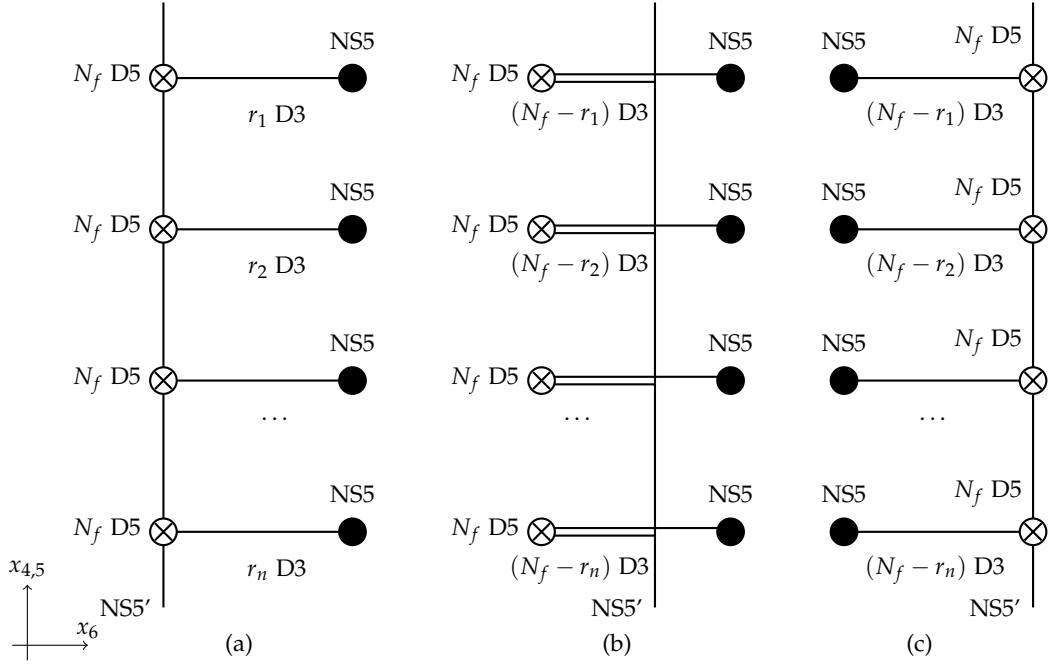 NS5
N_f D5
r_1 D3
NS5
N_f D5
r_2 D3
NS5
N_f D5
...
NS5
N_f D5
r_n D3
NS5'
x_{4,5}
x_6
(a)
NS5
N_f D5
(N_f − r_1) D3
NS5
N_f D5
(N_f − r_2) D3
NS5
N_f D5
...
NS5
N_f D5
(N_f − r_n) D3
NS5'
(b)
N_f D5
NS5
(N_f − r_1) D3
N_f D5
NS5
(N_f − r_2) D3
N_f D5
NS5
...
N_f D5
NS5
(N_f − r_n) D3
NS5'
(c)